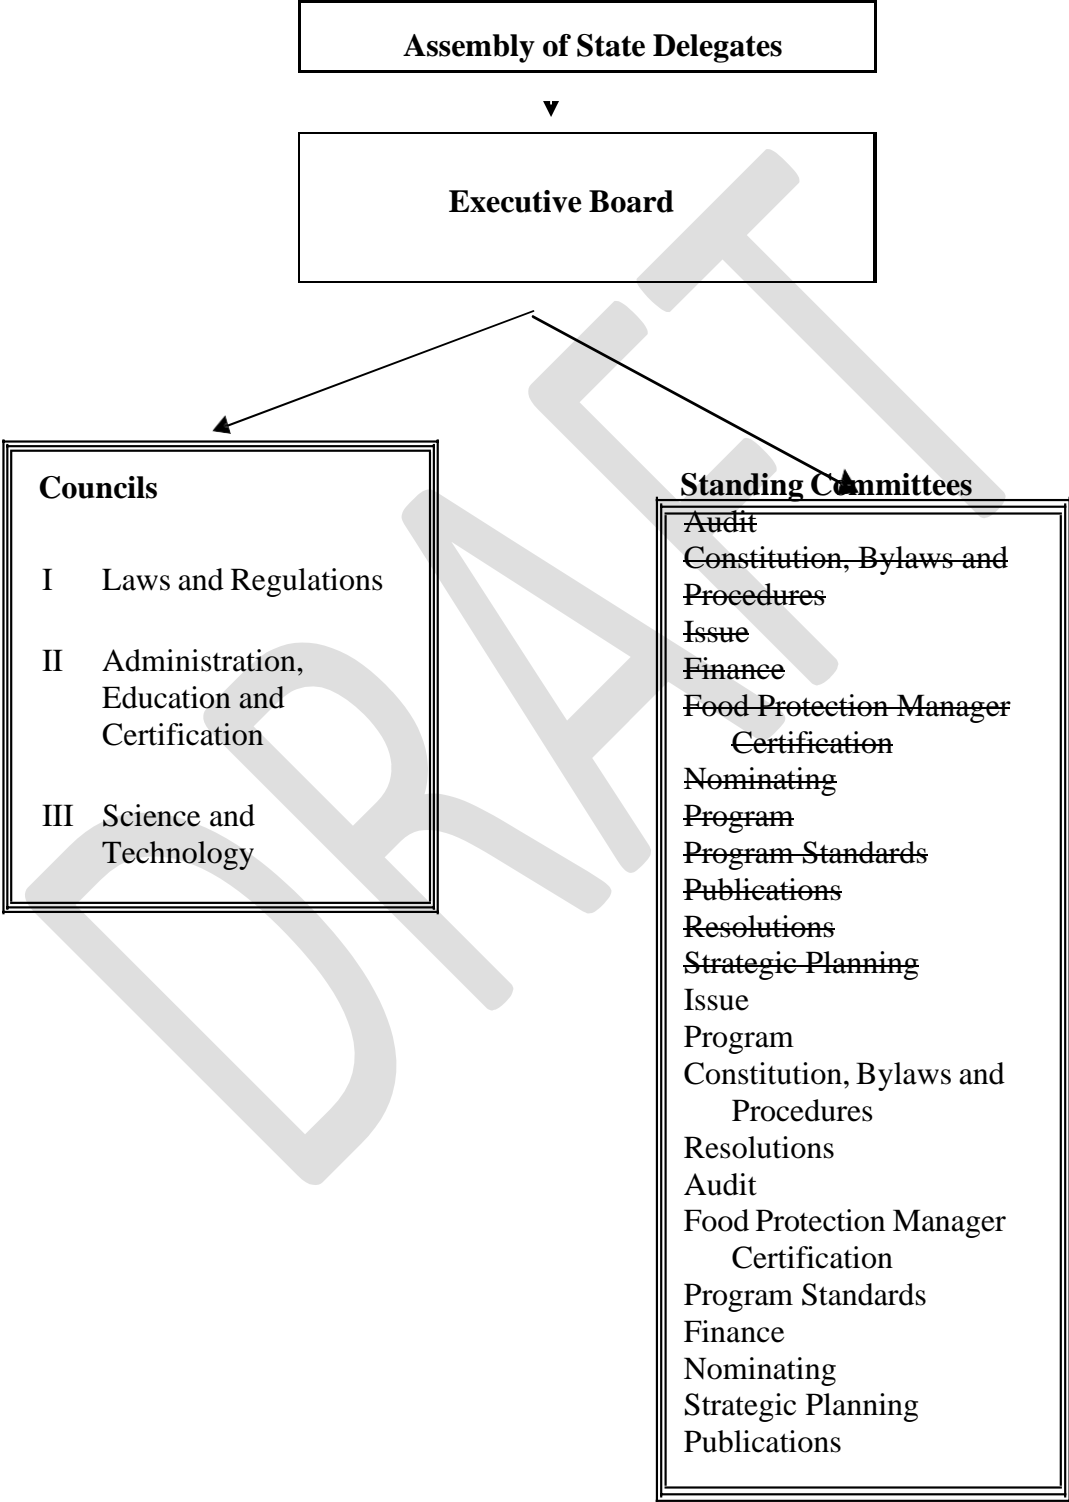 Assembly of State Delegates
Executive Board
Councils
I Laws and Regulations
II Administration,
Education and
Certification
III Science and
Technology
Standing Committees
Audit
Constitution, Bylaws and
Procedures
Issue
Finance
Food Protection Manager
Certification
Nominating
Program
Program Standards
Publications
Resolutions
Strategic Planning
Issue
Program
Constitution, Bylaws and
Procedures
Resolutions
Audit
Food Protection Manager
Certification
Program Standards
Finance
Nominating
Strategic Planning
Publications
DRAFT